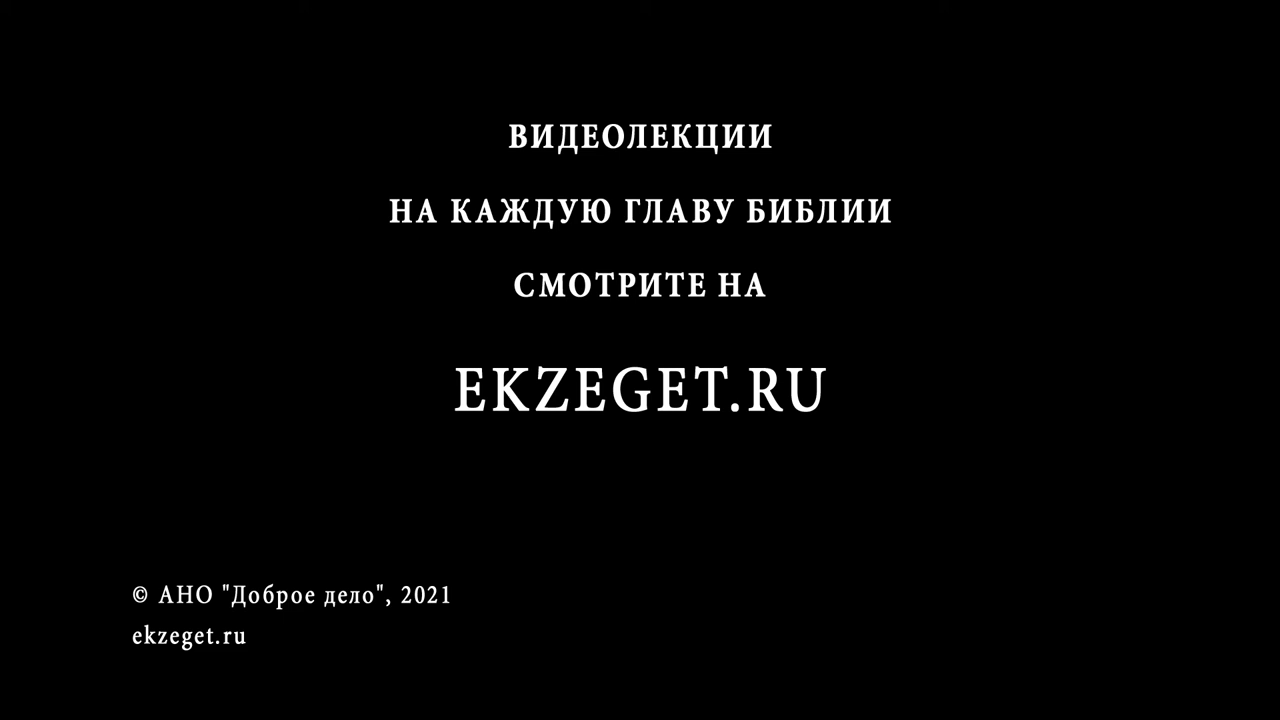 ВИДЕОЛЕКЦИИ
НА КАЖДУЮ ГЛАВУ БИБЛИИ
СМОТРИТЕ НА
EKZEGET.RU
© АНО "Доброе дело", 2021
ekzeget.ru